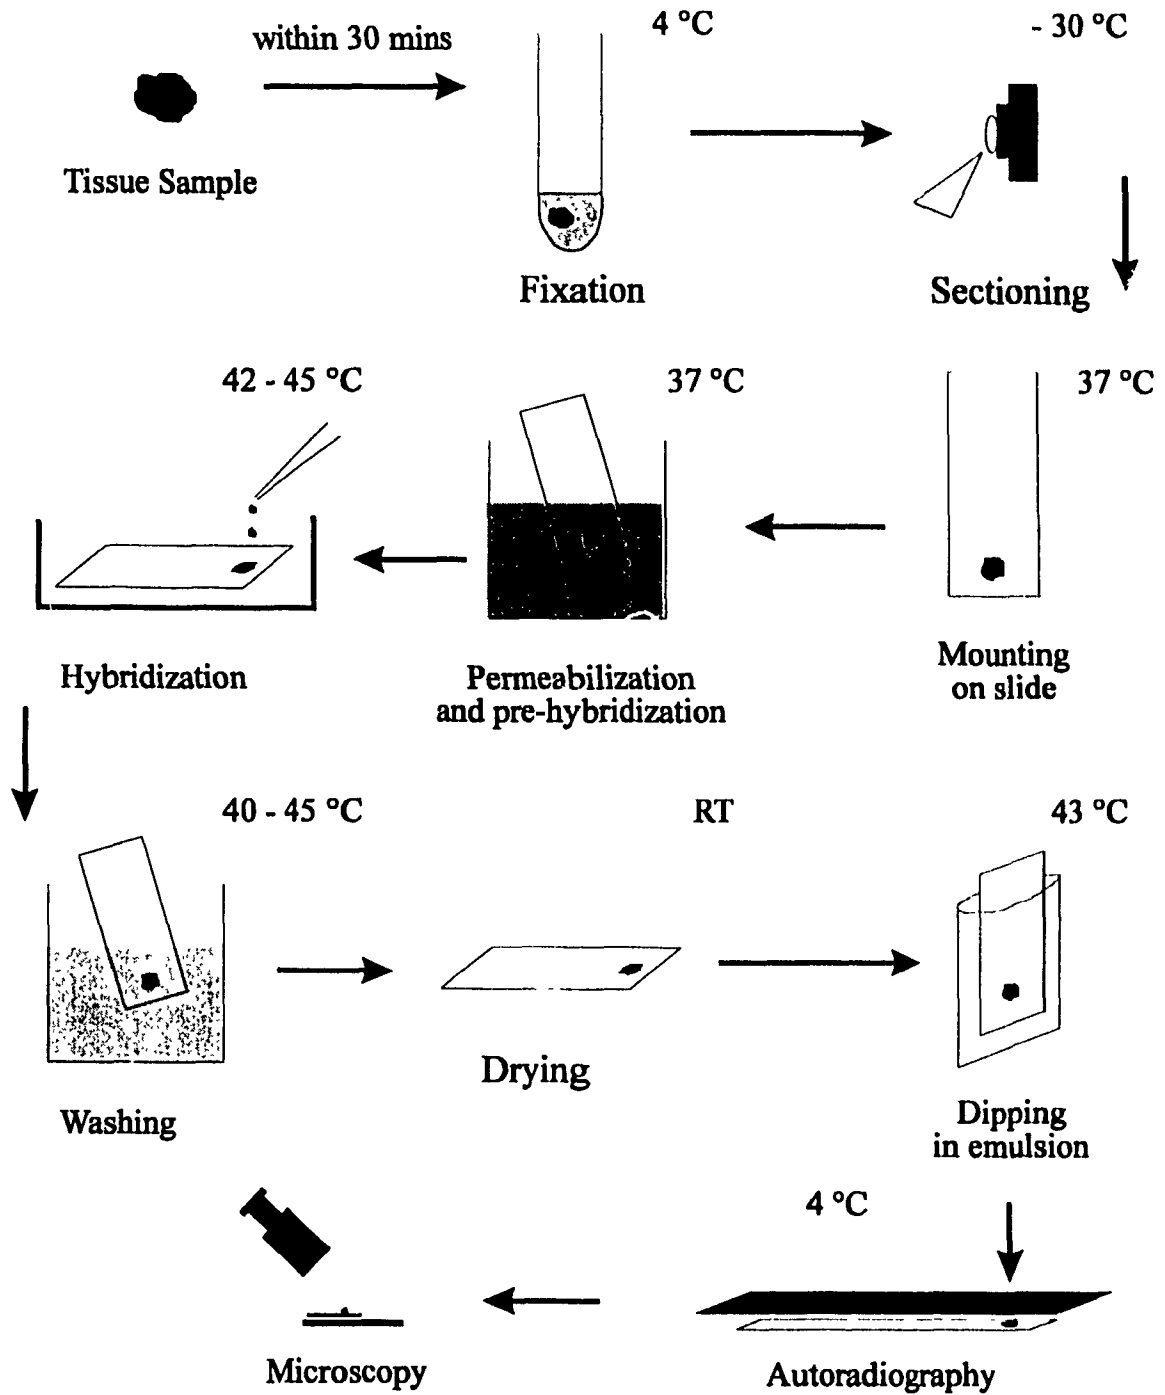 within 30 mins
4 °C
- 30 °C
Tissue Sample
Fixation
Sectioning
42 - 45 °C
37 °C
37 °C
Hybridization
Permeabilization
and pre-hybridization
Mounting
on slide
40 - 45 °C
RT
43 °C
Washing
Drying
Dipping
in emulsion
4 °C
Microscopy
Autoradiography